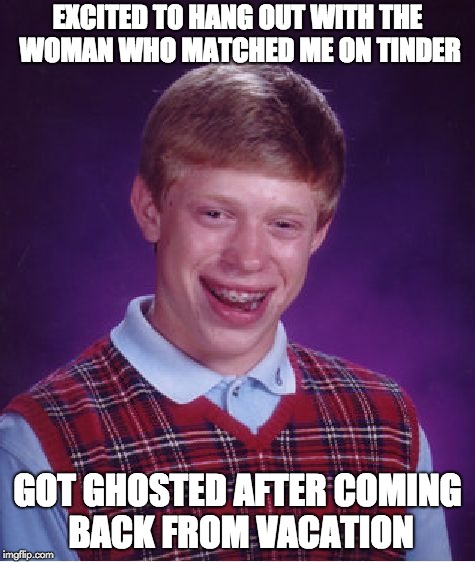 EXCITED TO HANG OUT WITH THE
WOMAN WHO MATCHED ME ON TINDER
GOT GHOSTED AFTER COMING
BACK FROM VACATION
imgflip.com